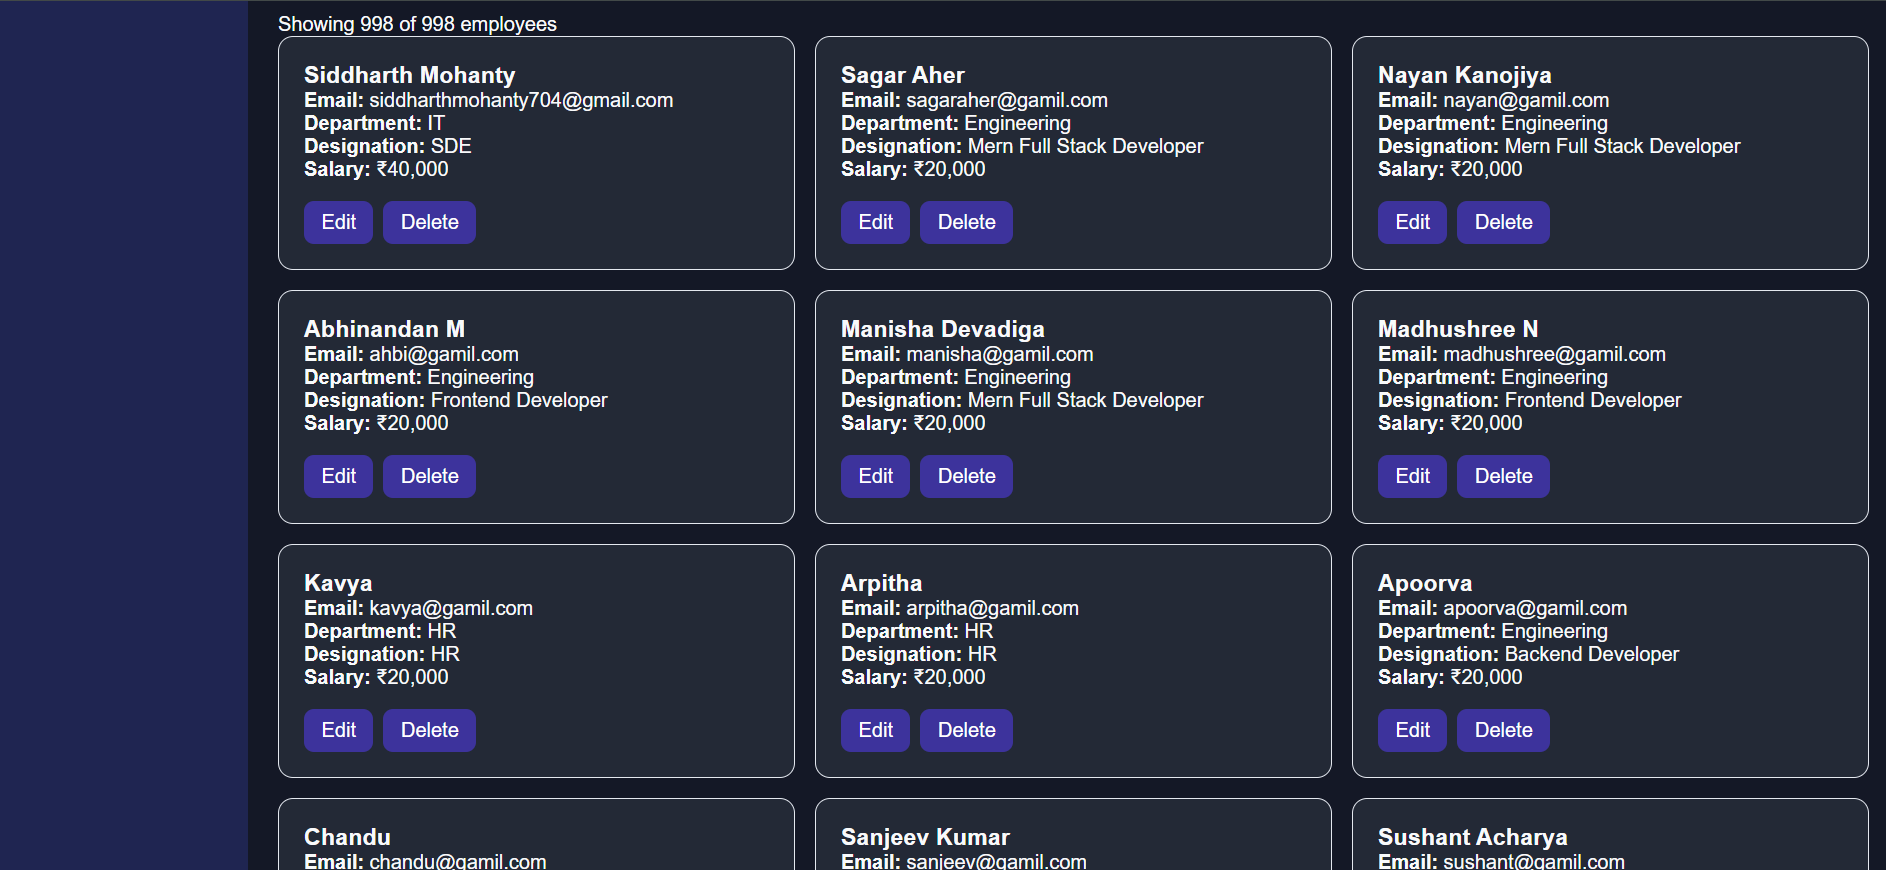 Showing 998 of 998 employees
Siddharth Mohanty
Email: siddharthmohanty704@gmail.com
Department: IT
Designation: SDE
Salary: ₹40,000
Edit Delete
Sagar Aher
Email: sagaraher@gamil.com
Department: Engineering
Designation: Mern Full Stack Developer
Salary: ₹20,000
Edit Delete
Nayan Kanojiya
Email: nayan@gamil.com
Department: Engineering
Designation: Mern Full Stack Developer
Salary: ₹20,000
Edit Delete
Abhinandan M
Email: ahbi@gamil.com
Department: Engineering
Designation: Frontend Developer
Salary: ₹20,000
Edit Delete
Manisha Devadiga
Email: manisha@gamil.com
Department: Engineering
Designation: Mern Full Stack Developer
Salary: ₹20,000
Edit Delete
Madhushree N
Email: madhushree@gamil.com
Department: Engineering
Designation: Frontend Developer
Salary: ₹20,000
Edit Delete
Kavya
Email: kavya@gamil.com
Department: HR
Designation: HR
Salary: ₹20,000
Edit Delete
Arpitha
Email: arpitha@gamil.com
Department: HR
Designation: HR
Salary: ₹20,000
Edit Delete
Apoorva
Email: apoorva@gamil.com
Department: Engineering
Designation: Backend Developer
Salary: ₹20,000
Edit Delete
Chandu
Email: chandu@gamil.com
Sanjeev Kumar
Email: sanjeev@gamil.com
Sushant Acharya
Email: sushant@gamil.com